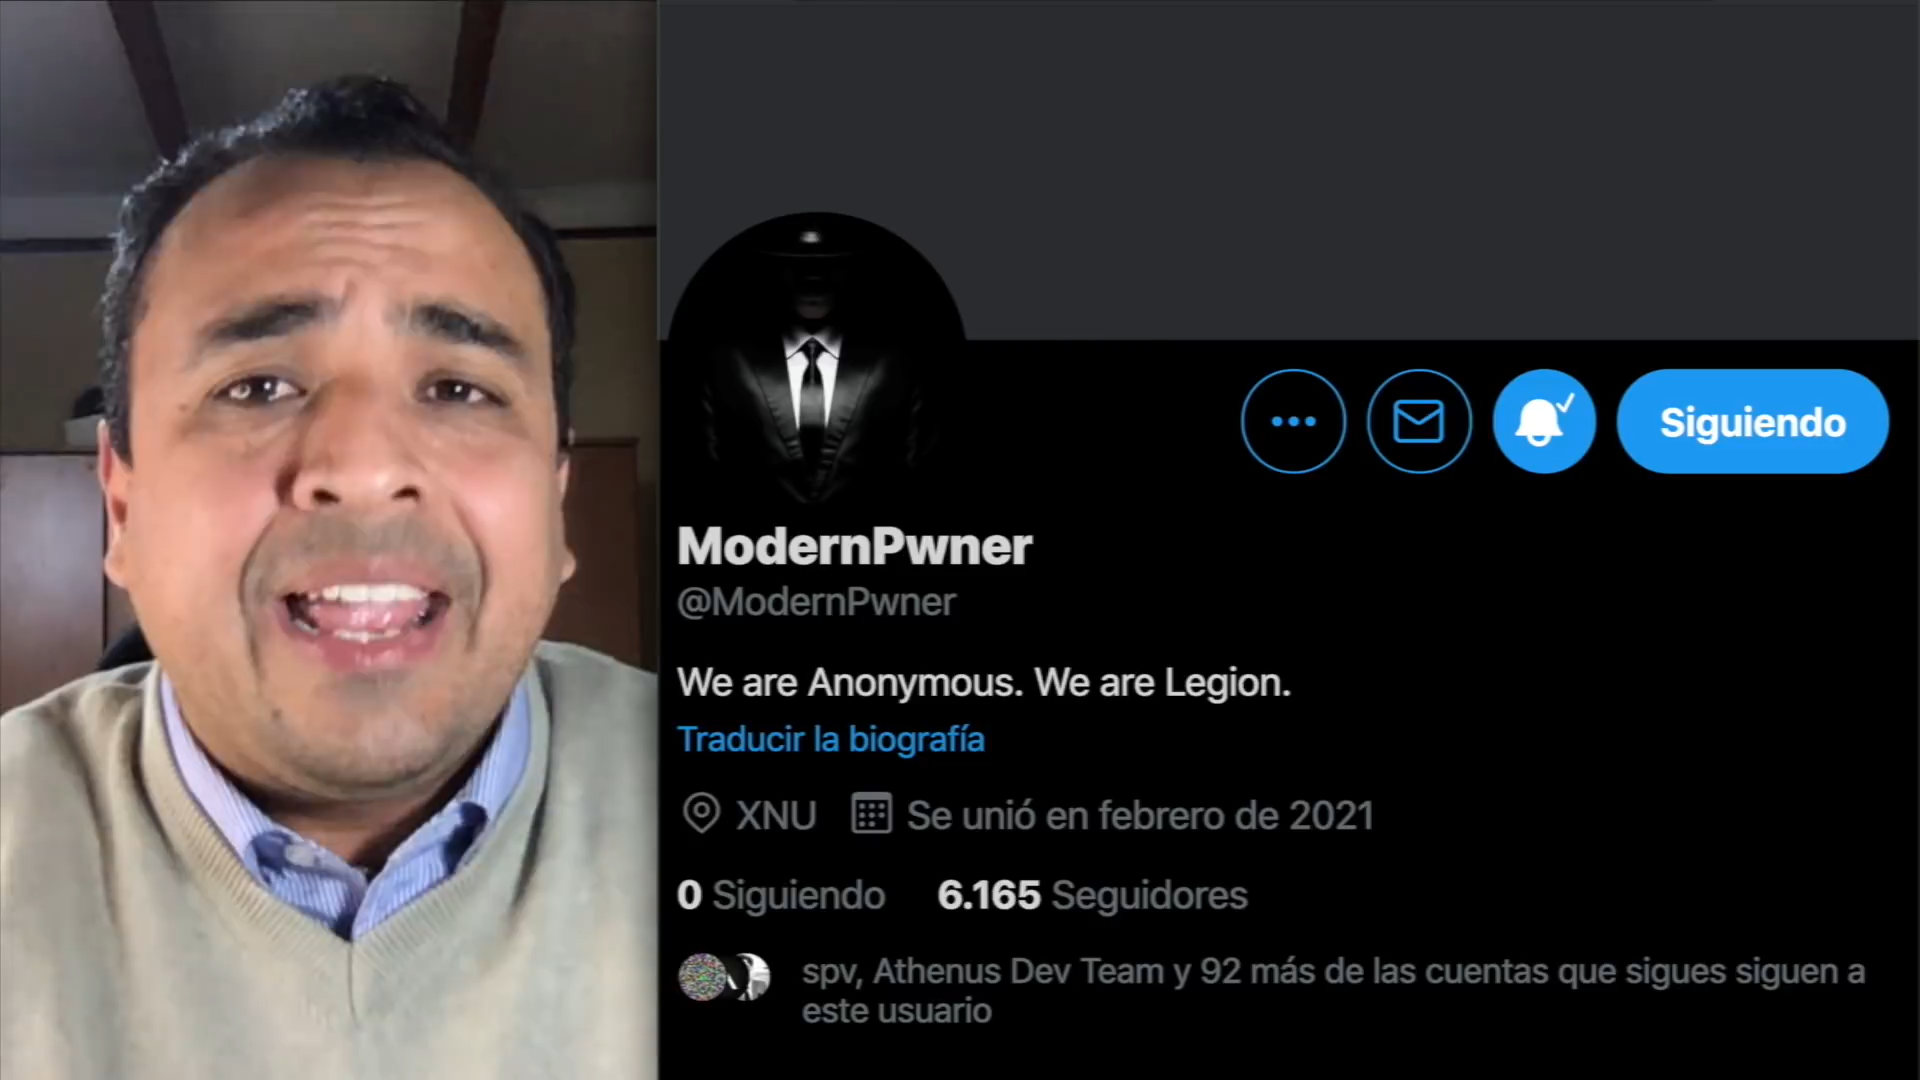 Siguiendo
ModernPwner
@ModernPwner
We are Anonymous. We are Legion.
Traducir la biografía
XNU Se unió en febrero de 2021
0 Siguiendo 6.165 Seguidores
spv, Athenus Dev Team y 92 más de las cuentas que sigues siguen a
este usuario